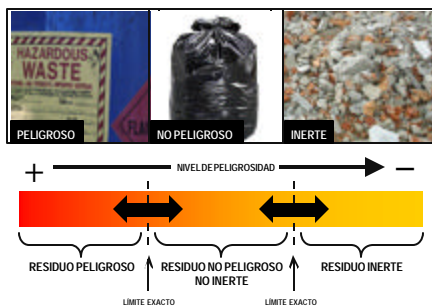 HAZARDOUS
WASTE
PELIGROSO
NO PELIGROSO
INERTE
+ NIVEL DE PELIGROSIDAD −
RESIDUO PELIGROSO
RESIDUO NO PELIGROSO
NO INERTE
RESIDUO INERTE
LÍMITE EXACTO
LÍMITE EXACTO